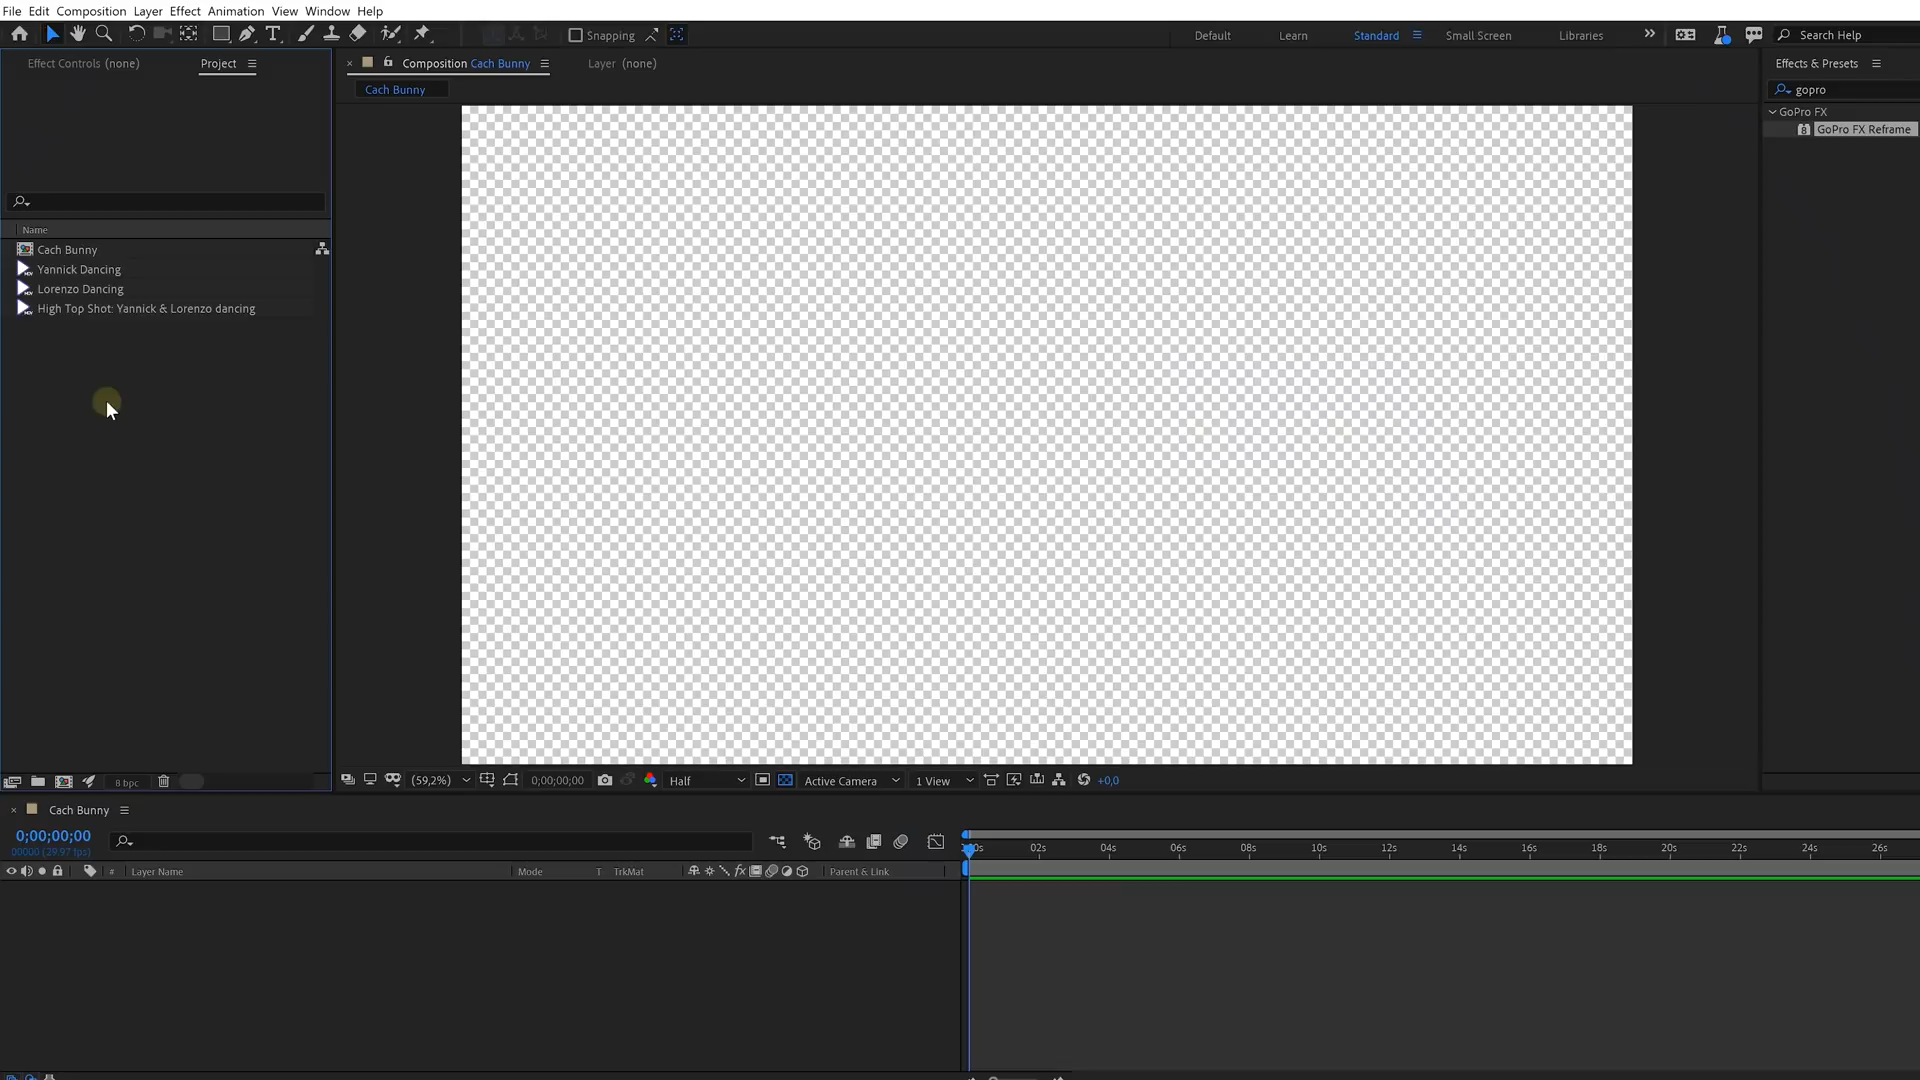 File Edit Composition Layer Effect Animation View Window Help
Snapping
Default Learn Standard Small Screen Libraries Search Help
Effect Controls (none) Project
Composition Cach Bunny Layer (none)
Effects & Presets
Cach Bunny
gopro
GoPro FX
GoPro FX Reframe
Name
Cach Bunny
Yannick Dancing
Lorenzo Dancing
High Top Shot: Yannick & Lorenzo dancing
8 bpc
(59,2%) 0;00;00;00 Half Active Camera 1 View +0,0
Cach Bunny
0;00;00;00
00000 (29.97 fps)
02s 04s 06s 08s 10s 12s 14s 16s 18s 20s 22s 24s 26s
# Layer Name Mode T TrkMat fx Parent & Link